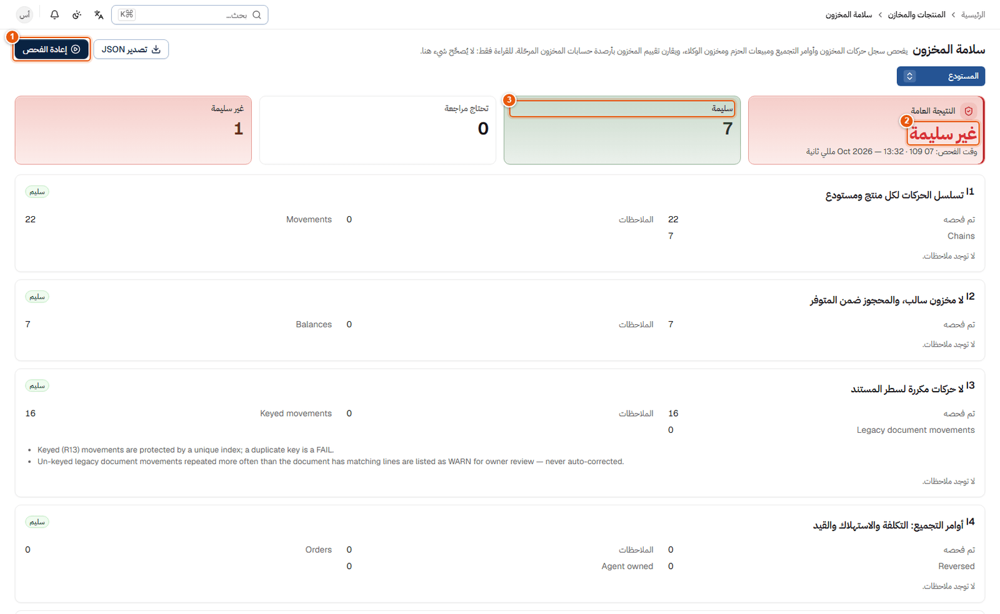 الرئيسية > المنتجات والمخازن > سلامة المخزون
بحث...
⌘K
أس
سلامة المخزون
يفحص سجل حركات المخزون وأوامر التجميع ومبيعات الحزم ومخزون الوكلاء، ويقارن تقييم المخزون بأرصدة حسابات المخزون المرحّلة. للقراءة فقط: لا يُصحَّح شيء هنا.
تصدير JSON
إعادة الفحص
1
المستودع
النتيجة العامة
2
غير سليمة
وقت الفحص: 07 Oct 2026 — 13:32 · 109 مللي ثانية
3
سليمة
7
تحتاج مراجعة
0
غير سليمة
1
I1 تسلسل الحركات لكل منتج ومستودع
سليم
تم فحصه 22
الملاحظات 0
Movements 22
Chains 7
لا توجد ملاحظات.
I2 لا مخزون سالب، والمحجوز ضمن المتوفر
سليم
تم فحصه 7
الملاحظات 0
Balances 7
لا توجد ملاحظات.
I3 لا حركات مكررة لسطر المستند
سليم
تم فحصه 16
الملاحظات 0
Keyed movements 16
Legacy document movements 0
• Keyed (R13) movements are protected by a unique index; a duplicate key is a FAIL.
• Un-keyed legacy document movements repeated more often than the document has matching lines are listed as WARN for owner review — never auto-corrected.
لا توجد ملاحظات.
I4 أوامر التجميع: التكلفة والاستهلاك والقيد
سليم
تم فحصه 0
الملاحظات 0
Orders 0
Reversed 0
Agent owned 0
لا توجد ملاحظات.